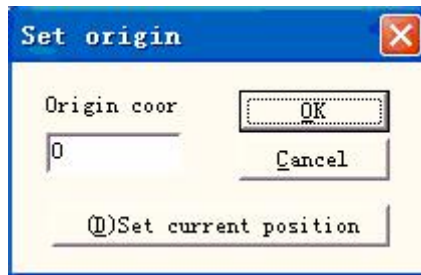 Set origin
Origin coor
OK
0
Cancel
(D)Set current position